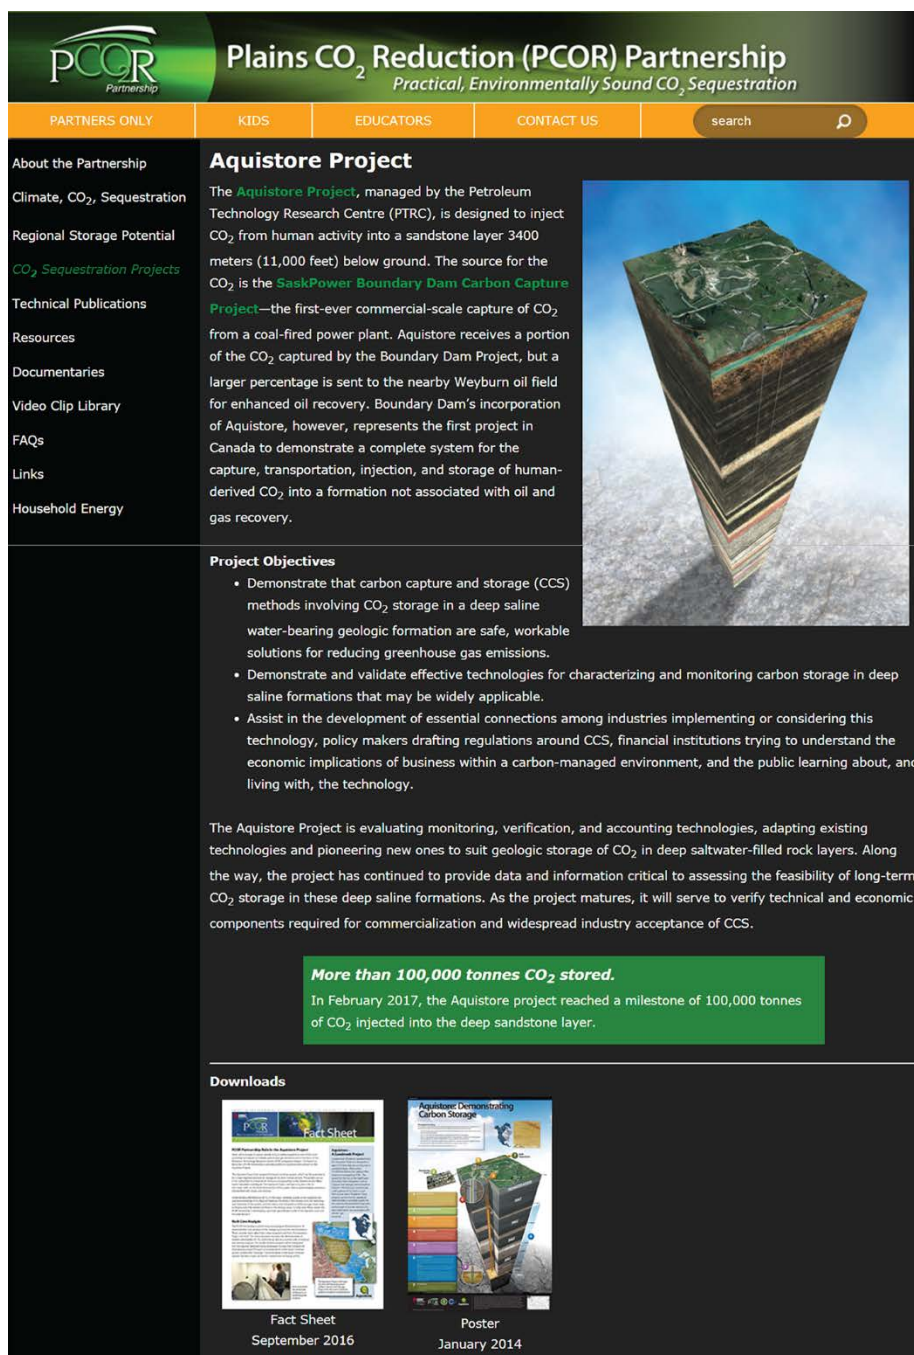 PCOR
Partnership
Plains CO₂ Reduction (PCOR) Partnership
Practical, Environmentally Sound CO₂ Sequestration
PARTNERS ONLY
KIDS
EDUCATORS
CONTACT US
search
About the Partnership
Climate, CO₂, Sequestration
Regional Storage Potential
CO₂ Sequestration Projects
Technical Publications
Resources
Documentaries
Video Clip Library
FAQs
Links
Household Energy
Aquistore Project
The Aquistore Project, managed by the Petroleum
Technology Research Centre (PTRC), is designed to inject
CO₂ from human activity into a sandstone layer 3400
meters (11,000 feet) below ground. The source for the
CO₂ is the SaskPower Boundary Dam Carbon Capture
Project—the first-ever commercial-scale capture of CO₂
from a coal-fired power plant. Aquistore receives a portion
of the CO₂ captured by the Boundary Dam Project, but a
larger percentage is sent to the nearby Weyburn oil field
for enhanced oil recovery. Boundary Dam's incorporation
of Aquistore, however, represents the first project in
Canada to demonstrate a complete system for the
capture, transportation, injection, and storage of human-
derived CO₂ into a formation not associated with oil and
gas recovery.
Project Objectives
• Demonstrate that carbon capture and storage (CCS)
methods involving CO₂ storage in a deep saline
water-bearing geologic formation are safe, workable
solutions for reducing greenhouse gas emissions.
• Demonstrate and validate effective technologies for characterizing and monitoring carbon storage in deep
saline formations that may be widely applicable.
• Assist in the development of essential connections among industries implementing or considering this
technology, policy makers drafting regulations around CCS, financial institutions trying to understand the
economic implications of business within a carbon-managed environment, and the public learning about, and
living with, the technology.
The Aquistore Project is evaluating monitoring, verification, and accounting technologies, adapting existing
technologies and pioneering new ones to suit geologic storage of CO₂ in deep saltwater-filled rock layers. Along
the way, the project has continued to provide data and information critical to assessing the feasibility of long-term
CO₂ storage in these deep saline formations. As the project matures, it will serve to verify technical and economic
components required for commercialization and widespread industry acceptance of CCS.
More than 100,000 tonnes CO₂ stored.
In February 2017, the Aquistore project reached a milestone of 100,000 tonnes
of CO₂ injected into the deep sandstone layer.
Downloads
Fact Sheet
Aquistore: Demonstrating
Carbon Storage
Fact Sheet
September 2016
Poster
January 2014